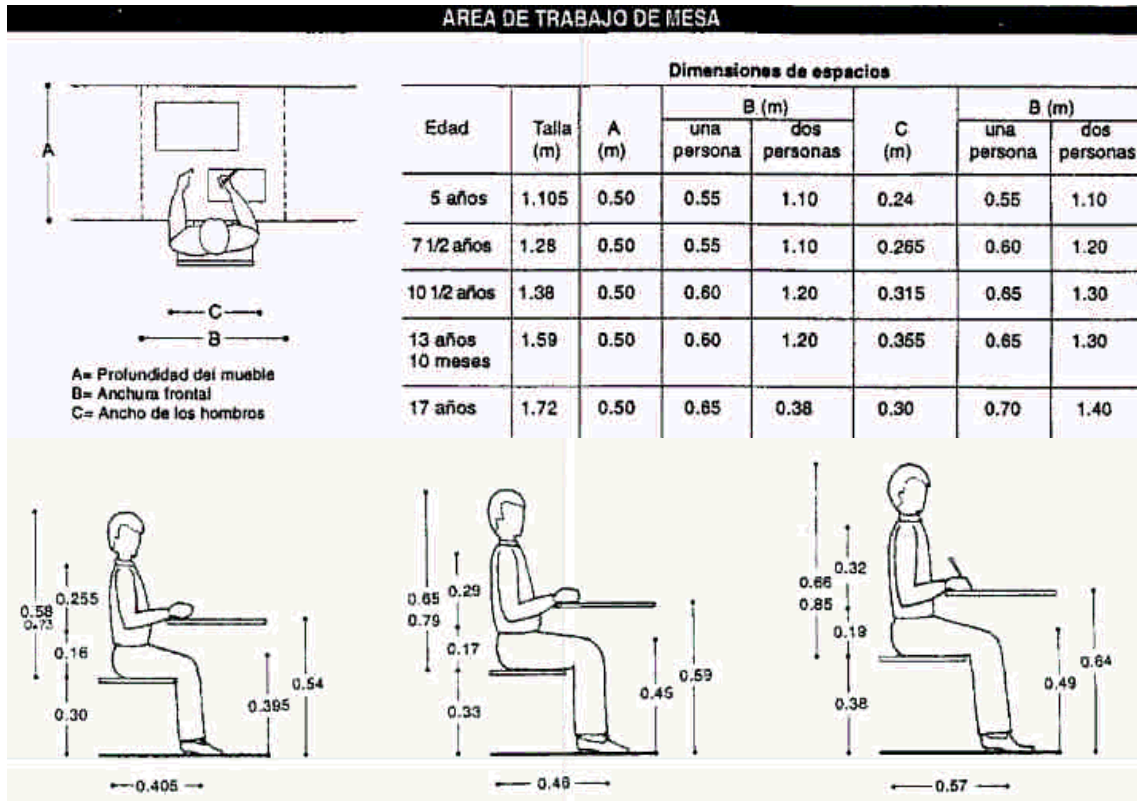 AREA DE TRABAJO DE MESA
Dimensiones de espacios
Edad Talla (m) A (m) B (m) una persona dos personas C (m) B (m) una persona dos personas
5 años 1.105 0.50 0.55 1.10 0.24 0.55 1.10
7 1/2 años 1.28 0.50 0.55 1.10 0.265 0.60 1.20
10 1/2 años 1.38 0.50 0.60 1.20 0.315 0.65 1.30
13 años 10 meses 1.59 0.50 0.60 1.20 0.355 0.65 1.30
17 años 1.72 0.50 0.65 0.38 0.30 0.70 1.40
A
C
B
A= Profundidad del mueble
B= Anchura frontal
C= Ancho de los hombros
0.58
0.73
0.255
0.16
0.30
0.395
0.54
0.405
0.65
0.79
0.29
0.17
0.33
0.45
0.59
0.46
0.66
0.85
0.32
0.19
0.38
0.49
0.64
0.57